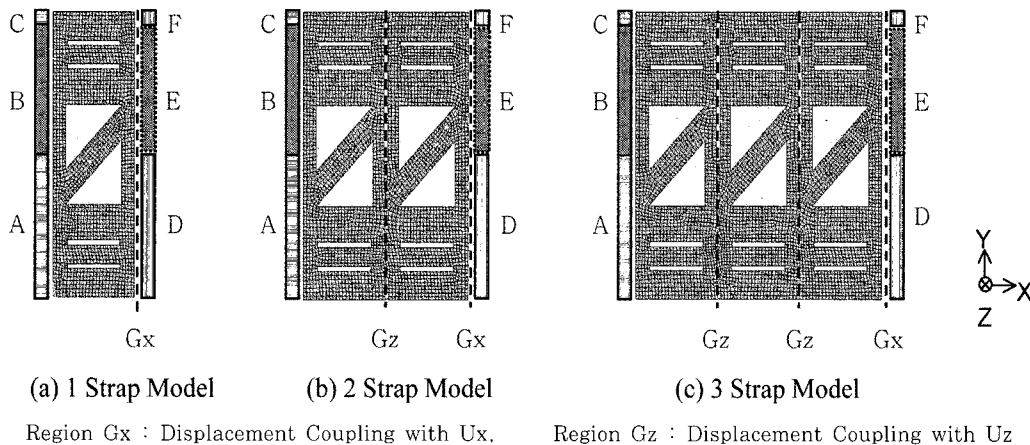 C F C F C F
B E B E B E
A D A D A D
Y
X
Z
Gx Gz Gx Gz Gz Gx
(a) 1 Strap Model (b) 2 Strap Model (c) 3 Strap Model
Region Gx : Displacement Coupling with Ux, Region Gz : Displacement Coupling with Uz